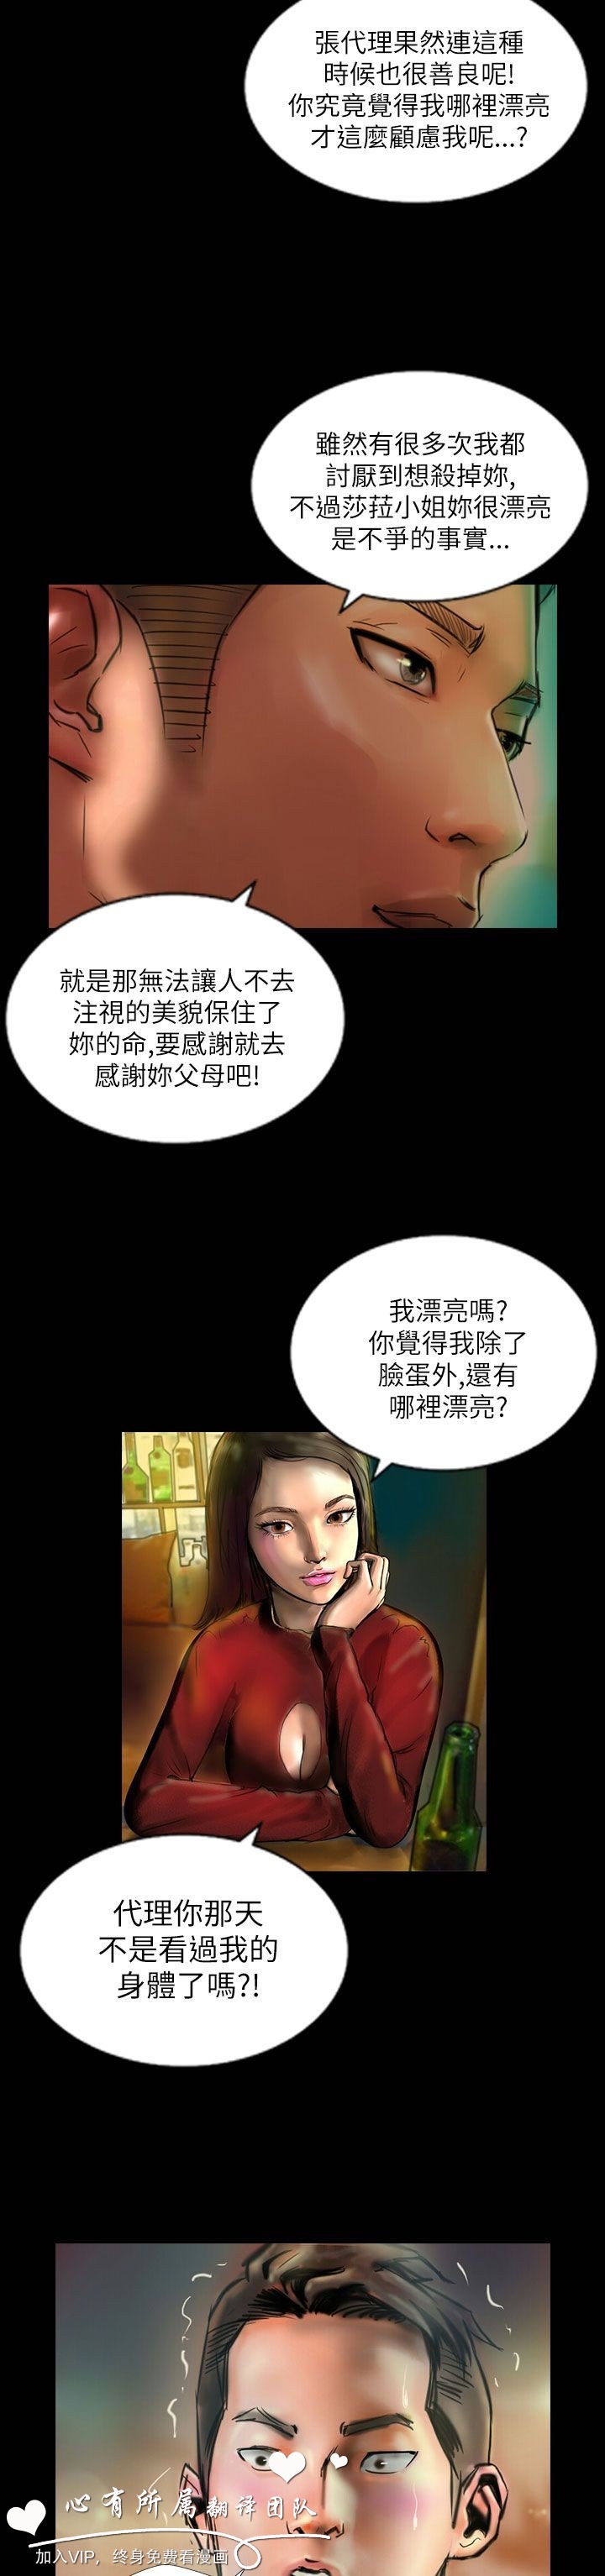 張代理果然連這種
時候也很善良呢!
你究竟覺得我哪裡漂亮
才這麼顧慮我呢...?
雖然有很多次我都
討厭到想殺掉妳,
不過莎菈小姐妳很漂亮
是不爭的事實...
就是那無法讓人不去
注視的美貌保住了
妳的命,要感謝就去
感謝妳父母吧!
我漂亮嗎?
你覺得我除了
臉蛋外,還有
哪裡漂亮?
代理你那天
不是看過我的
身體了嗎?!
心有所属翻译团队
加入VIP，终身免费看漫画